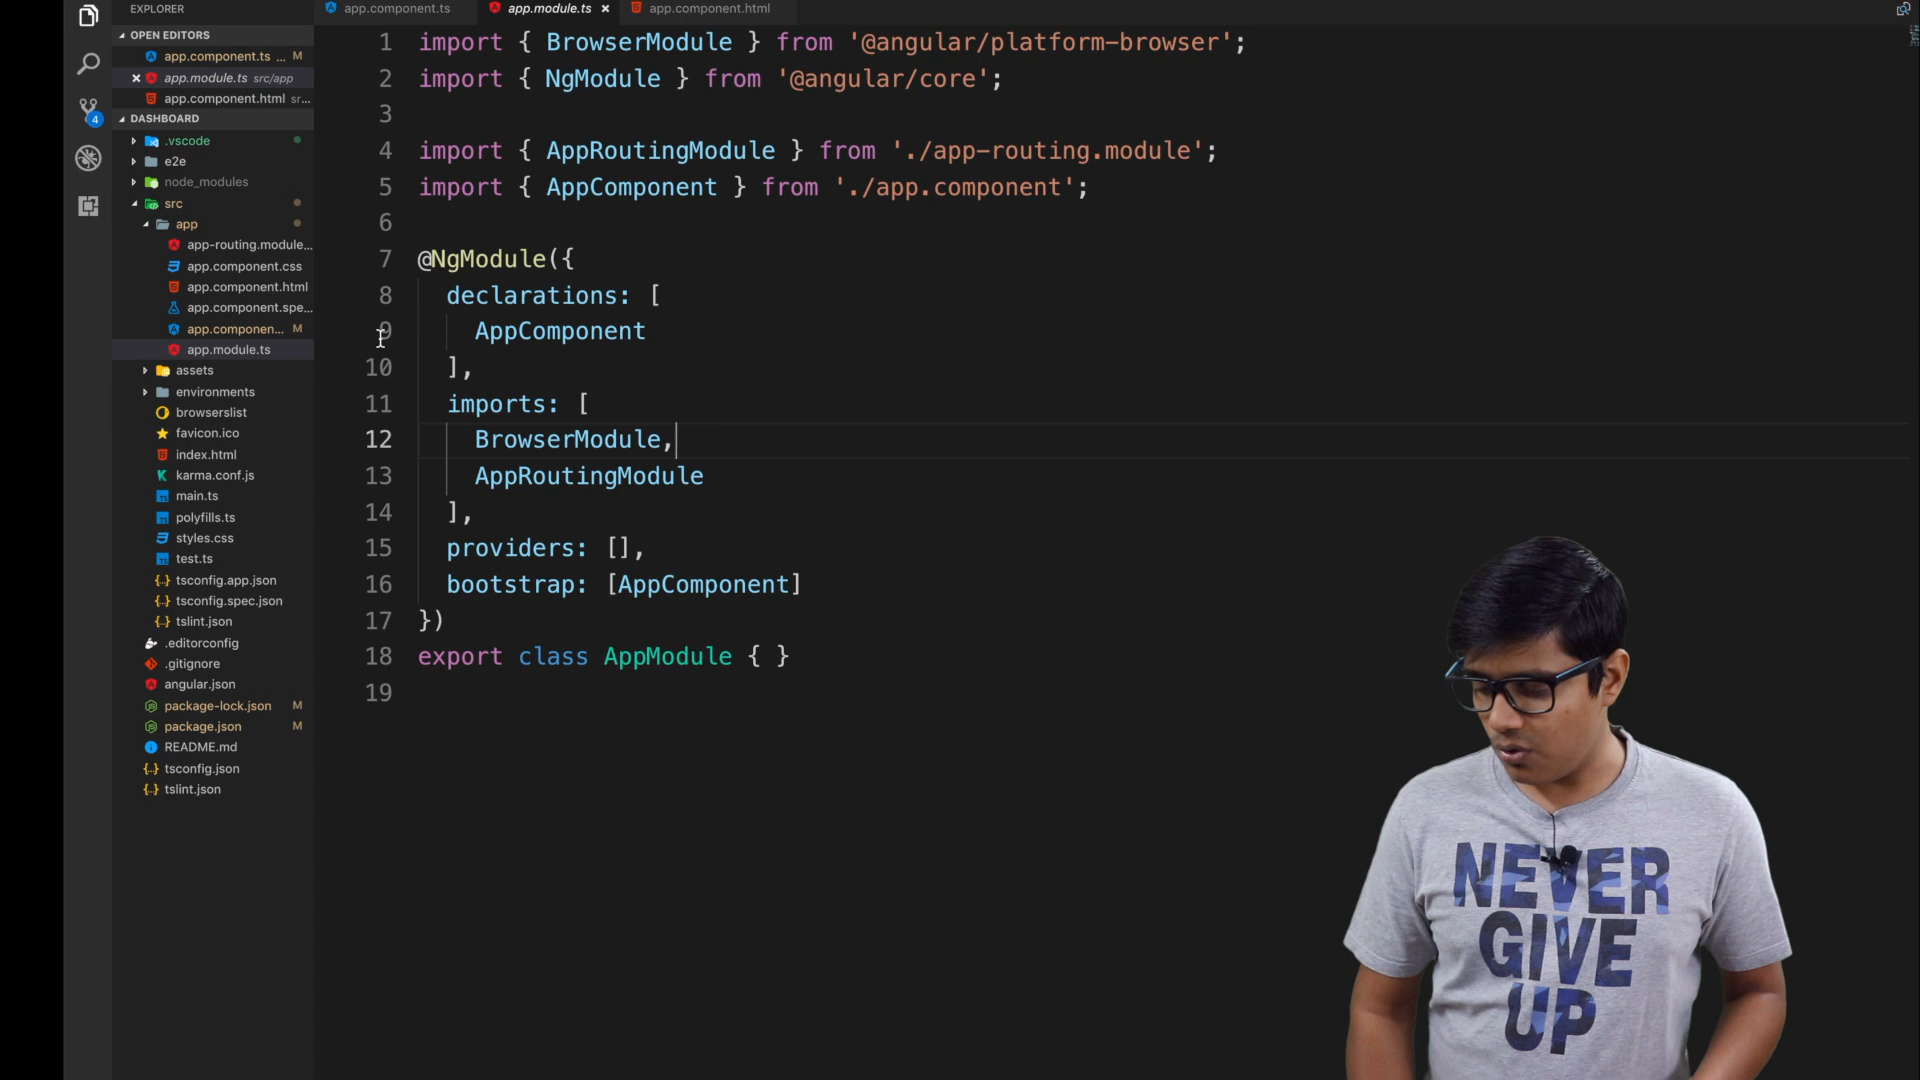 EXPLORER
OPEN EDITORS
app.component.ts ... M
app.module.ts src/app
app.component.html sr...
4
DASHBOARD
.vscode
e2e
node_modules
src
app
app-routing.module...
app.component.css
app.component.html
app.component.spe...
app.componen... M
app.module.ts
assets
environments
browserslist
favicon.ico
index.html
karma.conf.js
main.ts
polyfills.ts
styles.css
test.ts
tsconfig.app.json
tsconfig.spec.json
tslint.json
.editorconfig
.gitignore
angular.json
package-lock.json M
package.json M
README.md
tsconfig.json
tslint.json
app.component.ts app.module.ts app.component.html
1 import { BrowserModule } from '@angular/platform-browser';
2 import { NgModule } from '@angular/core';
3
4 import { AppRoutingModule } from './app-routing.module';
5 import { AppComponent } from './app.component';
6
7 @NgModule({
8 declarations: [
9 AppComponent
10 ],
11 imports: [
12 BrowserModule,
13 AppRoutingModule
14 ],
15 providers: [],
16 bootstrap: [AppComponent]
17 })
18 export class AppModule { }
19
NEVER
GIVE
UP